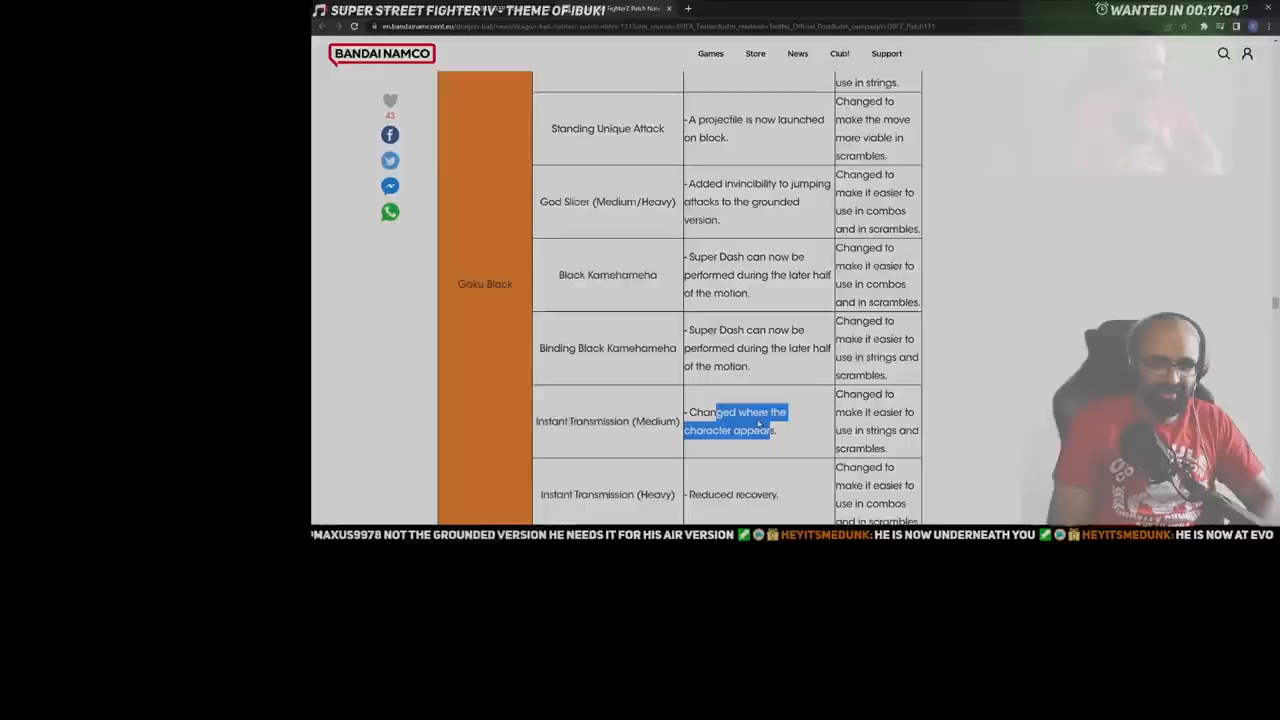 SUPER STREET FIGHTER IV - THEME OF IBUKI
FighterZ Patch Not
WANTED IN 00:17:04
BANDAI NAMCO
Games
Store
News
Club!
Support
43
Goku Black
use in strings.
Standing Unique Attack
- A projectile is now launched
on block.
Changed to
make the move
more viable in
scrambles.
God Slicer (Medium/Heavy)
- Added invincibility to jumping
attacks to the grounded
version.
Changed to
make it easier to
use in combos
and in scrambles.
Black Kamehameha
- Super Dash can now be
performed during the later half
of the motion.
Changed to
make it easier to
use in combos
and in scrambles.
Binding Black Kamehameha
- Super Dash can now be
performed during the later half
of the motion.
Changed to
make it easier to
use in strings and
scrambles.
Instant Transmission (Medium)
- Changed where the
character appears.
Changed to
make it easier to
use in strings and
scrambles.
Instant Transmission (Heavy)
- Reduced recovery.
Changed to
make it easier to
use in combos
and in scrambles
MAXUS9978 NOT THE GROUNDED VERSION HE NEEDS IT FOR HIS AIR VERSION HEYITSMEDUNK: HE IS NOW UNDERNEATH YOU HEYITSMEDUNK: HE IS NOW AT EVO